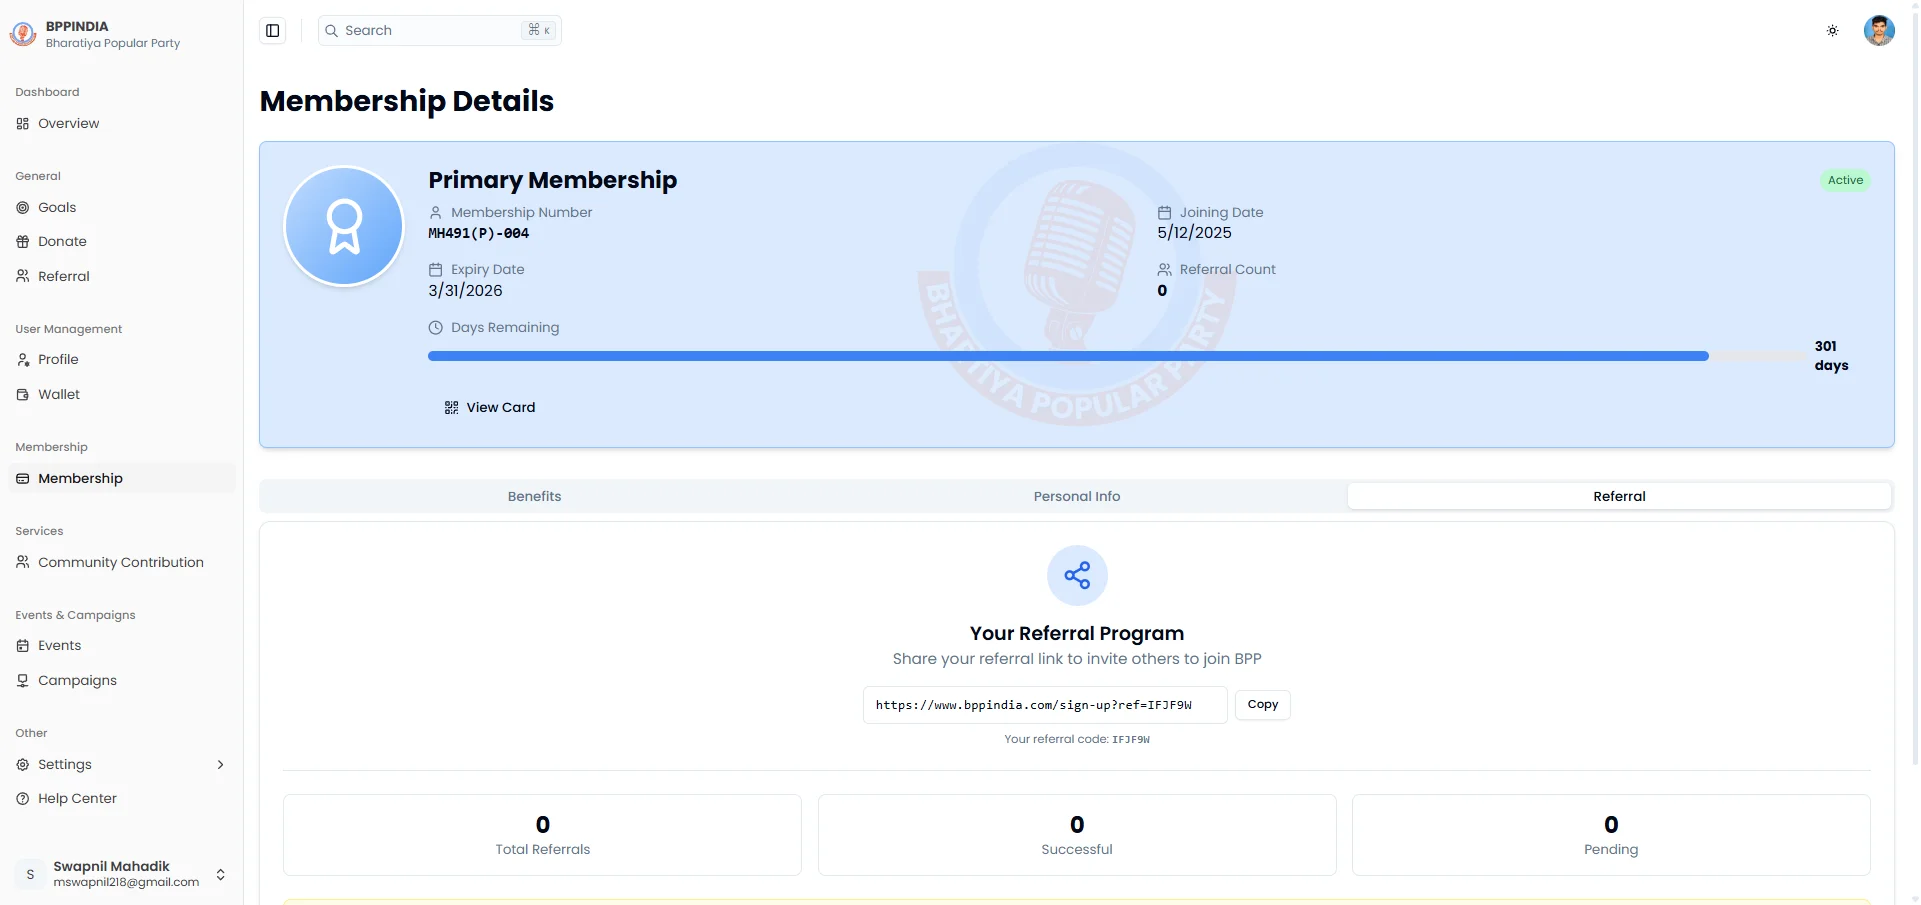 BPPINDIA
Bharatiya Popular Party
Search
⌘ K
Dashboard
Overview
General
Goals
Donate
Referral
User Management
Profile
Wallet
Membership
Membership
Services
Community Contribution
Events & Campaigns
Events
Campaigns
Other
Settings
Help Center
S
Swapnil Mahadik
mswapnil218@gmail.com
Membership Details
Primary Membership
Active
Membership Number
MH491(P)-004
Joining Date
5/12/2025
Expiry Date
3/31/2026
Referral Count
0
Days Remaining
301
days
View Card
BHARTIYA POPULAR PARTY
Benefits
Personal Info
Referral
Your Referral Program
Share your referral link to invite others to join BPP
https://www.bppindia.com/sign-up?ref=IFJF9W
Copy
Your referral code: IFJF9W
0
Total Referrals
0
Successful
0
Pending